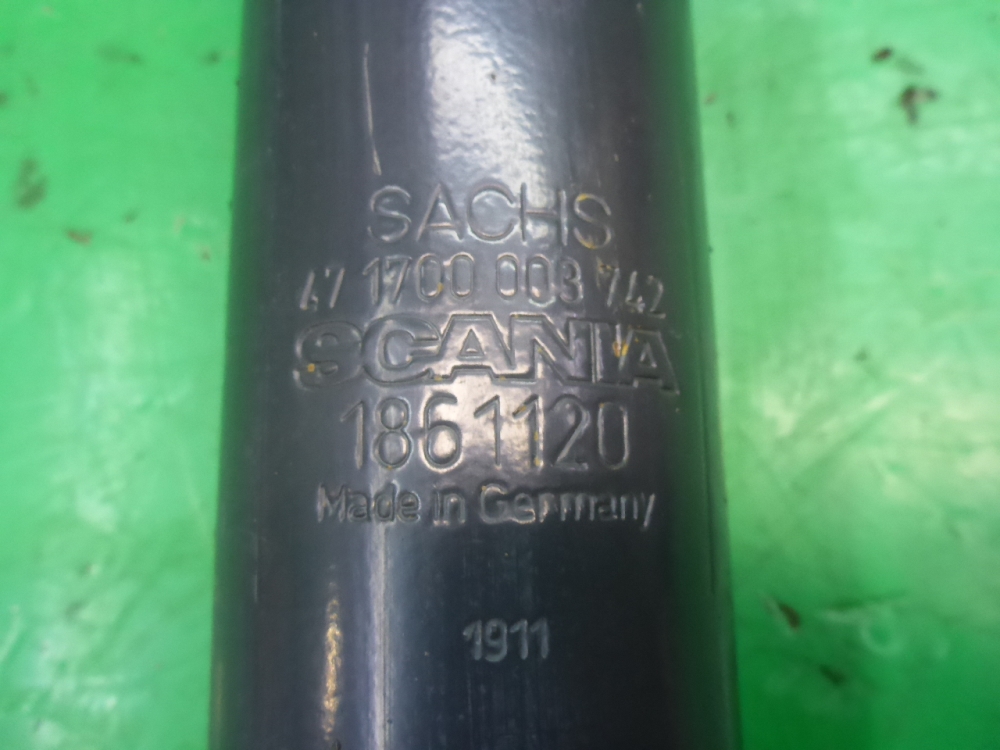 SACHS
47 1700 003 742
SCANIA
1861120
Made in Germany
1911